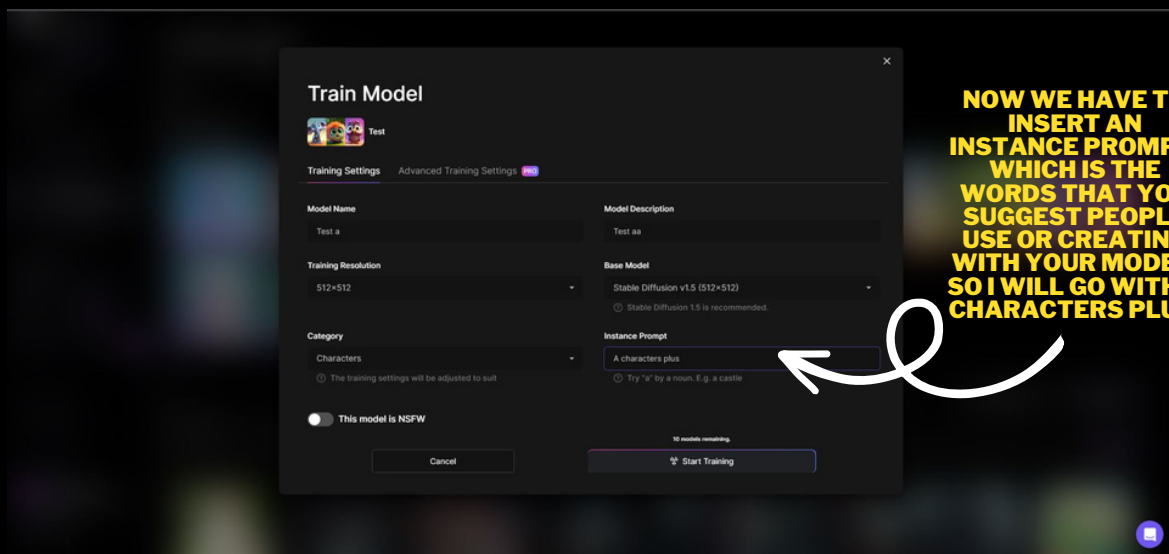 Train Model
Test
Training Settings Advanced Training Settings PRO
Model Name
Test a
Model Description
Test aa
Training Resolution
512×512
Base Model
Stable Diffusion v1.5 (512×512)
Stable Diffusion 1.5 is recommended.
Category
Characters
The training settings will be adjusted to suit
Instance Prompt
A characters plus
Try "a" by a noun. E.g. a castle
This model is NSFW
10 models remaining.
Cancel
Start Training
NOW WE HAVE T
INSERT AN
INSTANCE PROMP
WHICH IS THE
WORDS THAT YO
SUGGEST PEOPL
USE OR CREATIN
WITH YOUR MODE
SO I WILL GO WITH
CHARACTERS PLU